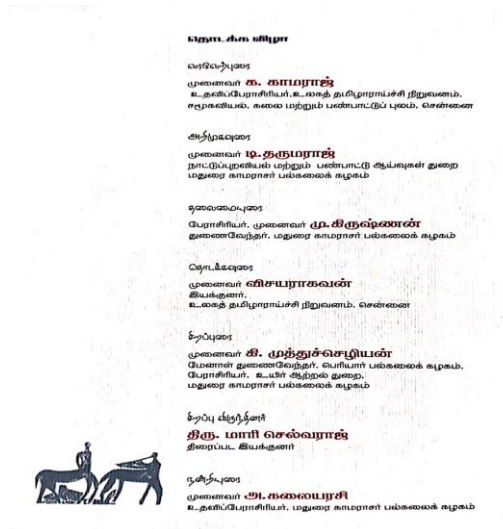 தொடக்க விழா
வரவேற்புரை
முனைவர் க. காமராஜ்
உதவிப்பேராசிரியர்,உலகத் தமிழாராய்ச்சி நிறுவனம்,
சமூகவியல், கலை மற்றும் பண்பாட்டுப் புலம், சென்னை
அறிமுகவுரை
முனைவர் டி.தருமராஜ்
நாட்டுப்புறவியல் மற்றும் பண்பாட்டு ஆய்வுகள் துறை
மதுரை காமராசர் பல்கலைக் கழகம்
தலைமையுரை
பேராசிரியர், முனைவர் மு.கிருஷ்ணன்
துணைவேந்தர், மதுரை காமராசர் பல்கலைக் கழகம்
தொடக்கவுரை
முனைவர் விசயராகவன்
இயக்குனர்,
உலகத் தமிழாராய்ச்சி நிறுவனம், சென்னை
சிறப்புரை
முனைவர் கி. முத்துச்செழியன்
மேனாள் துணைவேந்தர், பெரியார் பல்கலைக் கழகம்,
பேராசிரியர், உயிர் ஆற்றல் துறை,
மதுரை காமராசர் பல்கலைக் கழகம்
சிறப்பு விருந்தினர்
திரு. மாரி செல்வராஜ்
திரைப்பட இயக்குனர்
நன்றியுரை
முனைவர் அ.கலையரசி
உதவிப்பேராசிரியர், மதுரை காமராசர் பல்கலைக் கழகம்